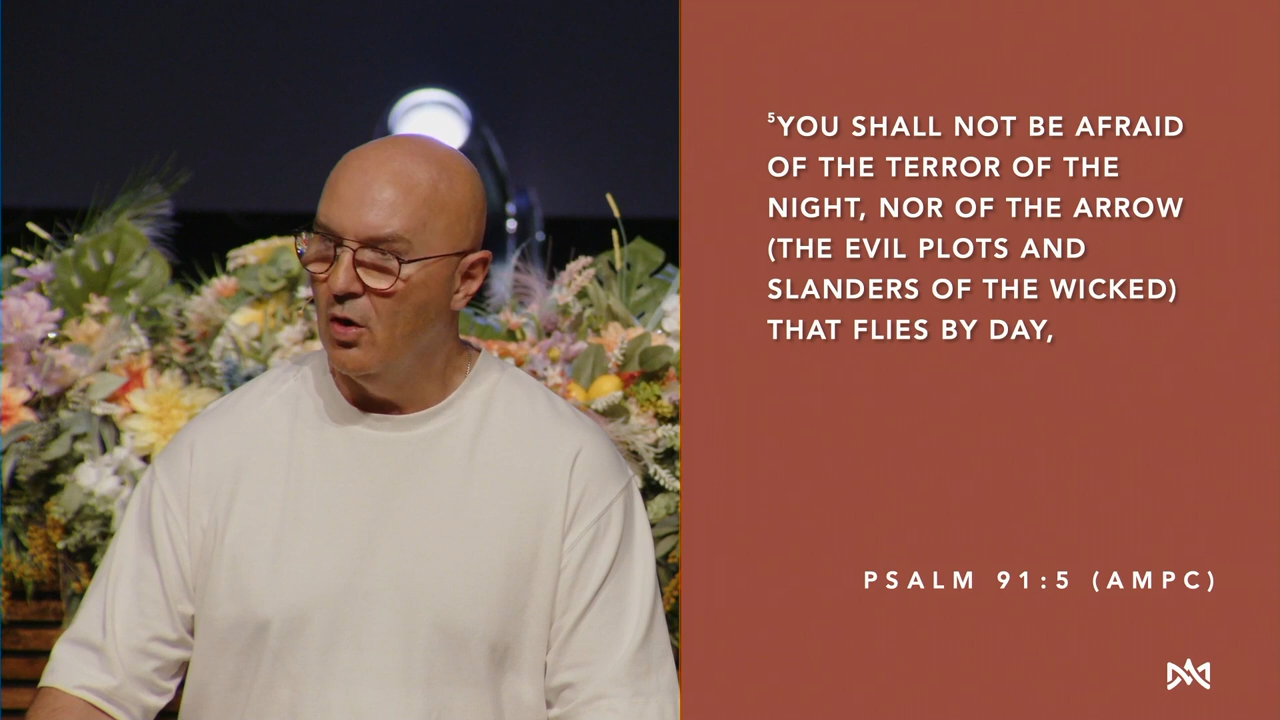 ⁵YOU SHALL NOT BE AFRAID
OF THE TERROR OF THE
NIGHT, NOR OF THE ARROW
(THE EVIL PLOTS AND
SLANDERS OF THE WICKED)
THAT FLIES BY DAY,
PSALM 91:5 (AMPC)